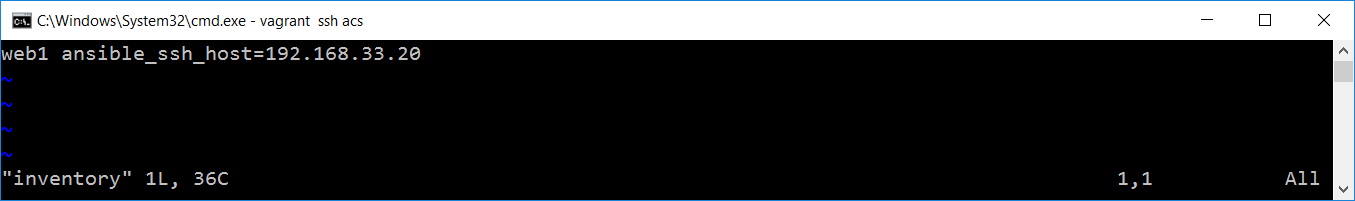 C:\Windows\System32\cmd.exe - vagrant  ssh acs
web1 ansible_ssh_host=192.168.33.20
~
~
~
~
"inventory" 1L, 36C 1,1 All